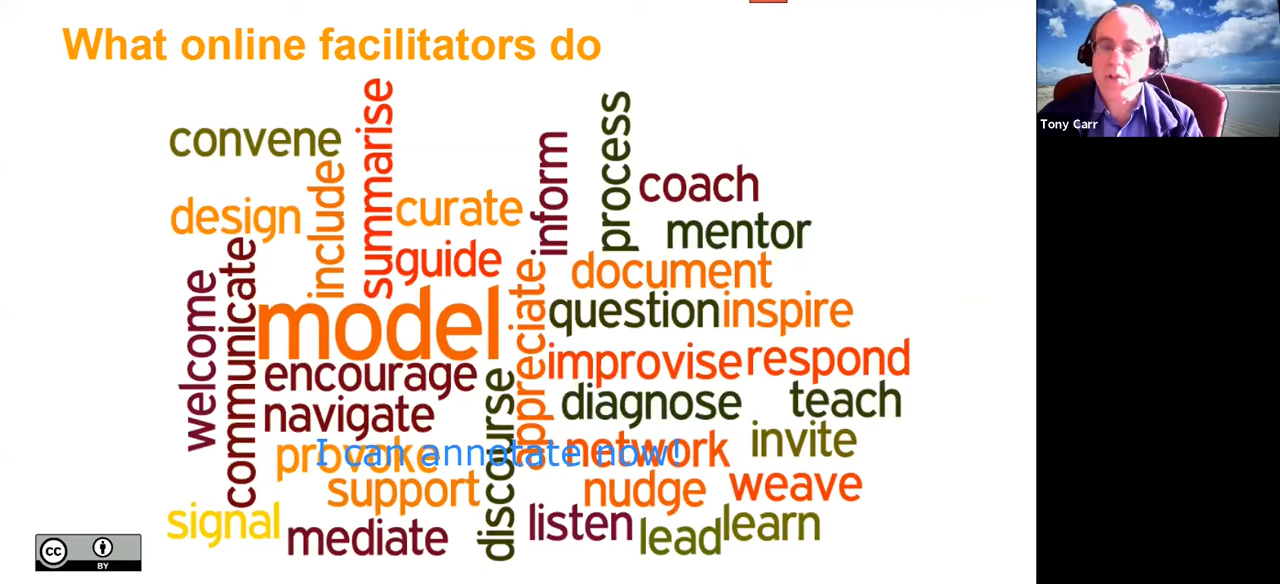 What online facilitators do
Tony Carr
convene
summarise
process
inform
coach
include
design
curate
mentor
guide
document
communicate
welcome
model
appreciate
question
inspire
improvise
respond
encourage
diagnose
teach
navigate
discourse
provoke
I can annotate now!
network
invite
support
nudge
weave
signal
mediate
listen
lead
learn
cc
BY